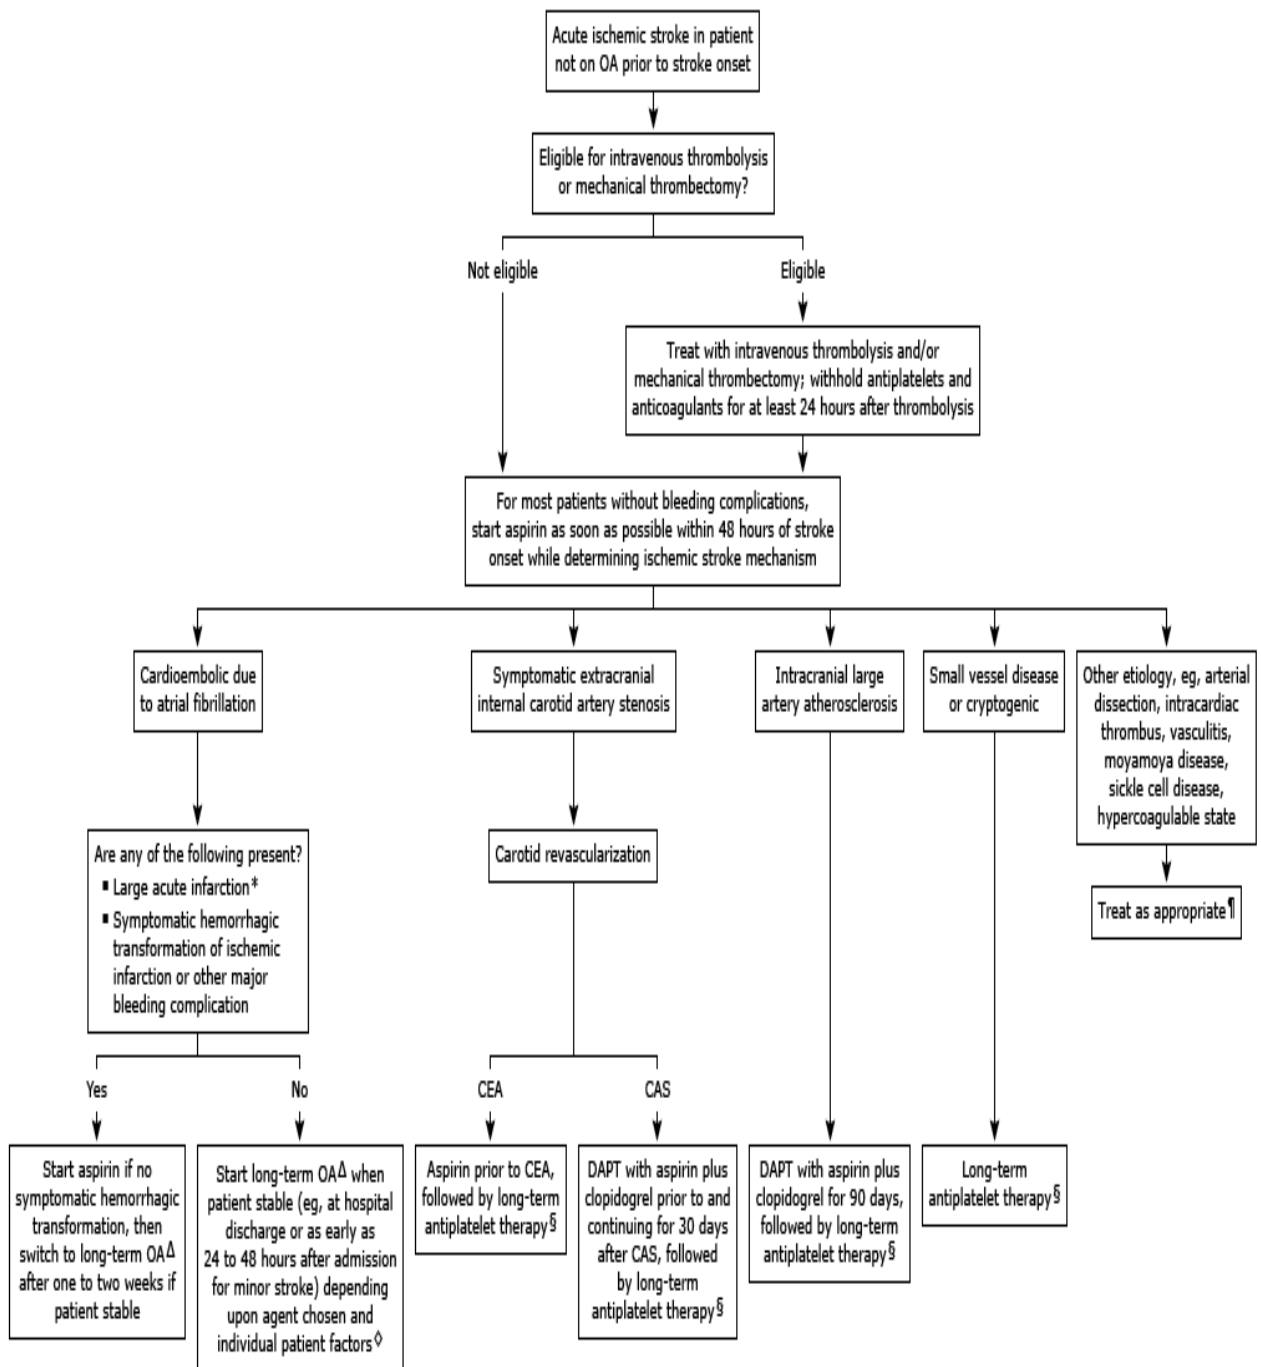 Acute ischemic stroke in patient
not on OA prior to stroke onset
Eligible for intravenous thrombolysis
or mechanical thrombectomy?
Not eligible
Eligible
Treat with intravenous thrombolysis and/or
mechanical thrombectomy; withhold antiplatelets and
anticoagulants for at least 24 hours after thrombolysis
For most patients without bleeding complications,
start aspirin as soon as possible within 48 hours of stroke
onset while determining ischemic stroke mechanism
Cardioembolic due
to atrial fibrillation
Symptomatic extracranial
internal carotid artery stenosis
Intracranial large
artery atherosclerosis
Small vessel disease
or cryptogenic
Other etiology, eg, arterial
dissection, intracardiac
thrombus, vasculitis,
moyamoya disease,
sickle cell disease,
hypercoagulable state
Are any of the following present?
▪ Large acute infarction*
▪ Symptomatic hemorrhagic
transformation of ischemic
infarction or other major
bleeding complication
Carotid revascularization
Treat as appropriate¶
Yes
No
CEA
CAS
Start aspirin if no
symptomatic hemorrhagic
transformation, then
switch to long-term OAΔ
after one to two weeks if
patient stable
Start long-term OAΔ when
patient stable (eg, at hospital
discharge or as early as
24 to 48 hours after admission
for minor stroke) depending
upon agent chosen and
individual patient factors◊
Aspirin prior to CEA,
followed by long-term
antiplatelet therapy§
DAPT with aspirin plus
clopidogrel prior to and
continuing for 30 days
after CAS, followed
by long-term
antiplatelet therapy§
DAPT with aspirin plus
clopidogrel for 90 days,
followed by long-term
antiplatelet therapy§
Long-term
antiplatelet therapy§